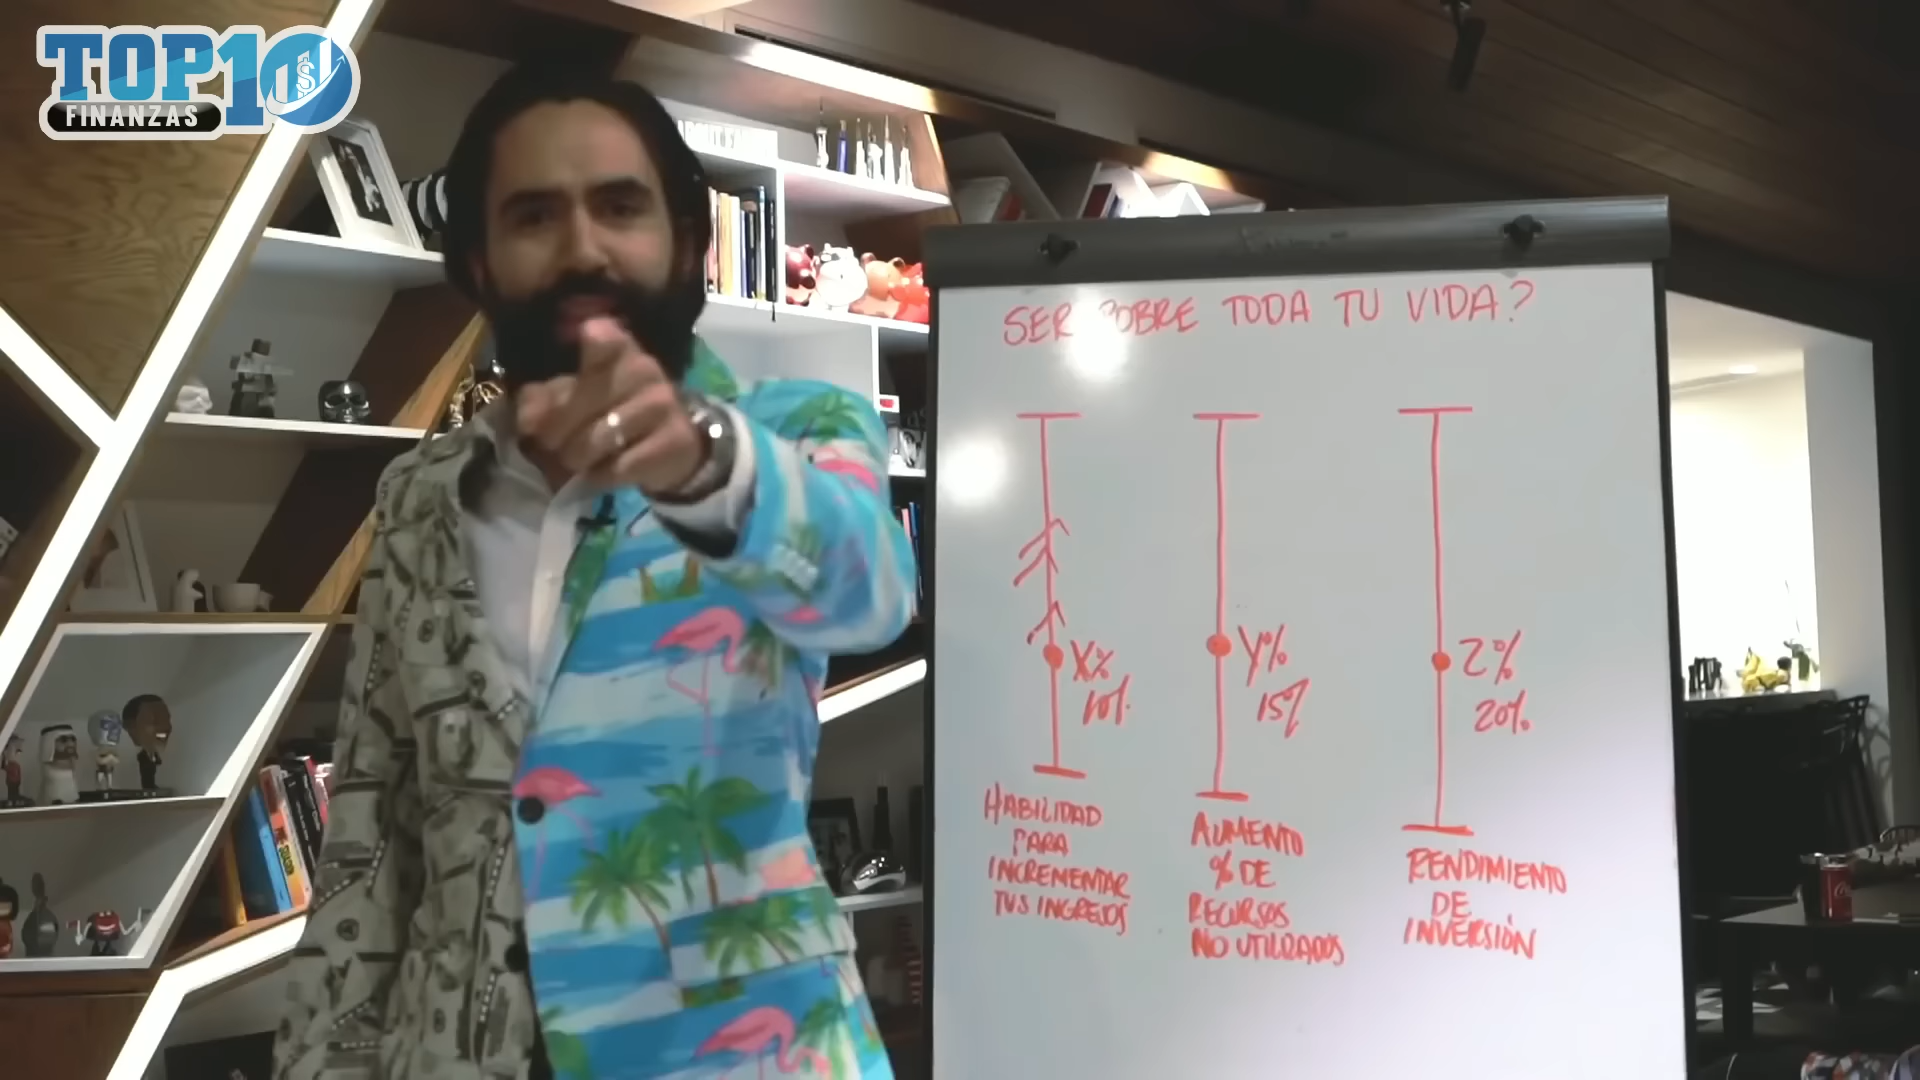 TOP10
FINANZAS
SER POBRE TODA TU VIDA?
X%
10%
Y%
15%
Z%
20%
HABILIDAD
PARA
INCREMENTAR
TUS INGRESOS
AUMENTO
% DE
RECURSOS
NO UTILIZADOS
RENDIMIENTO
DE
INVERSIÓN